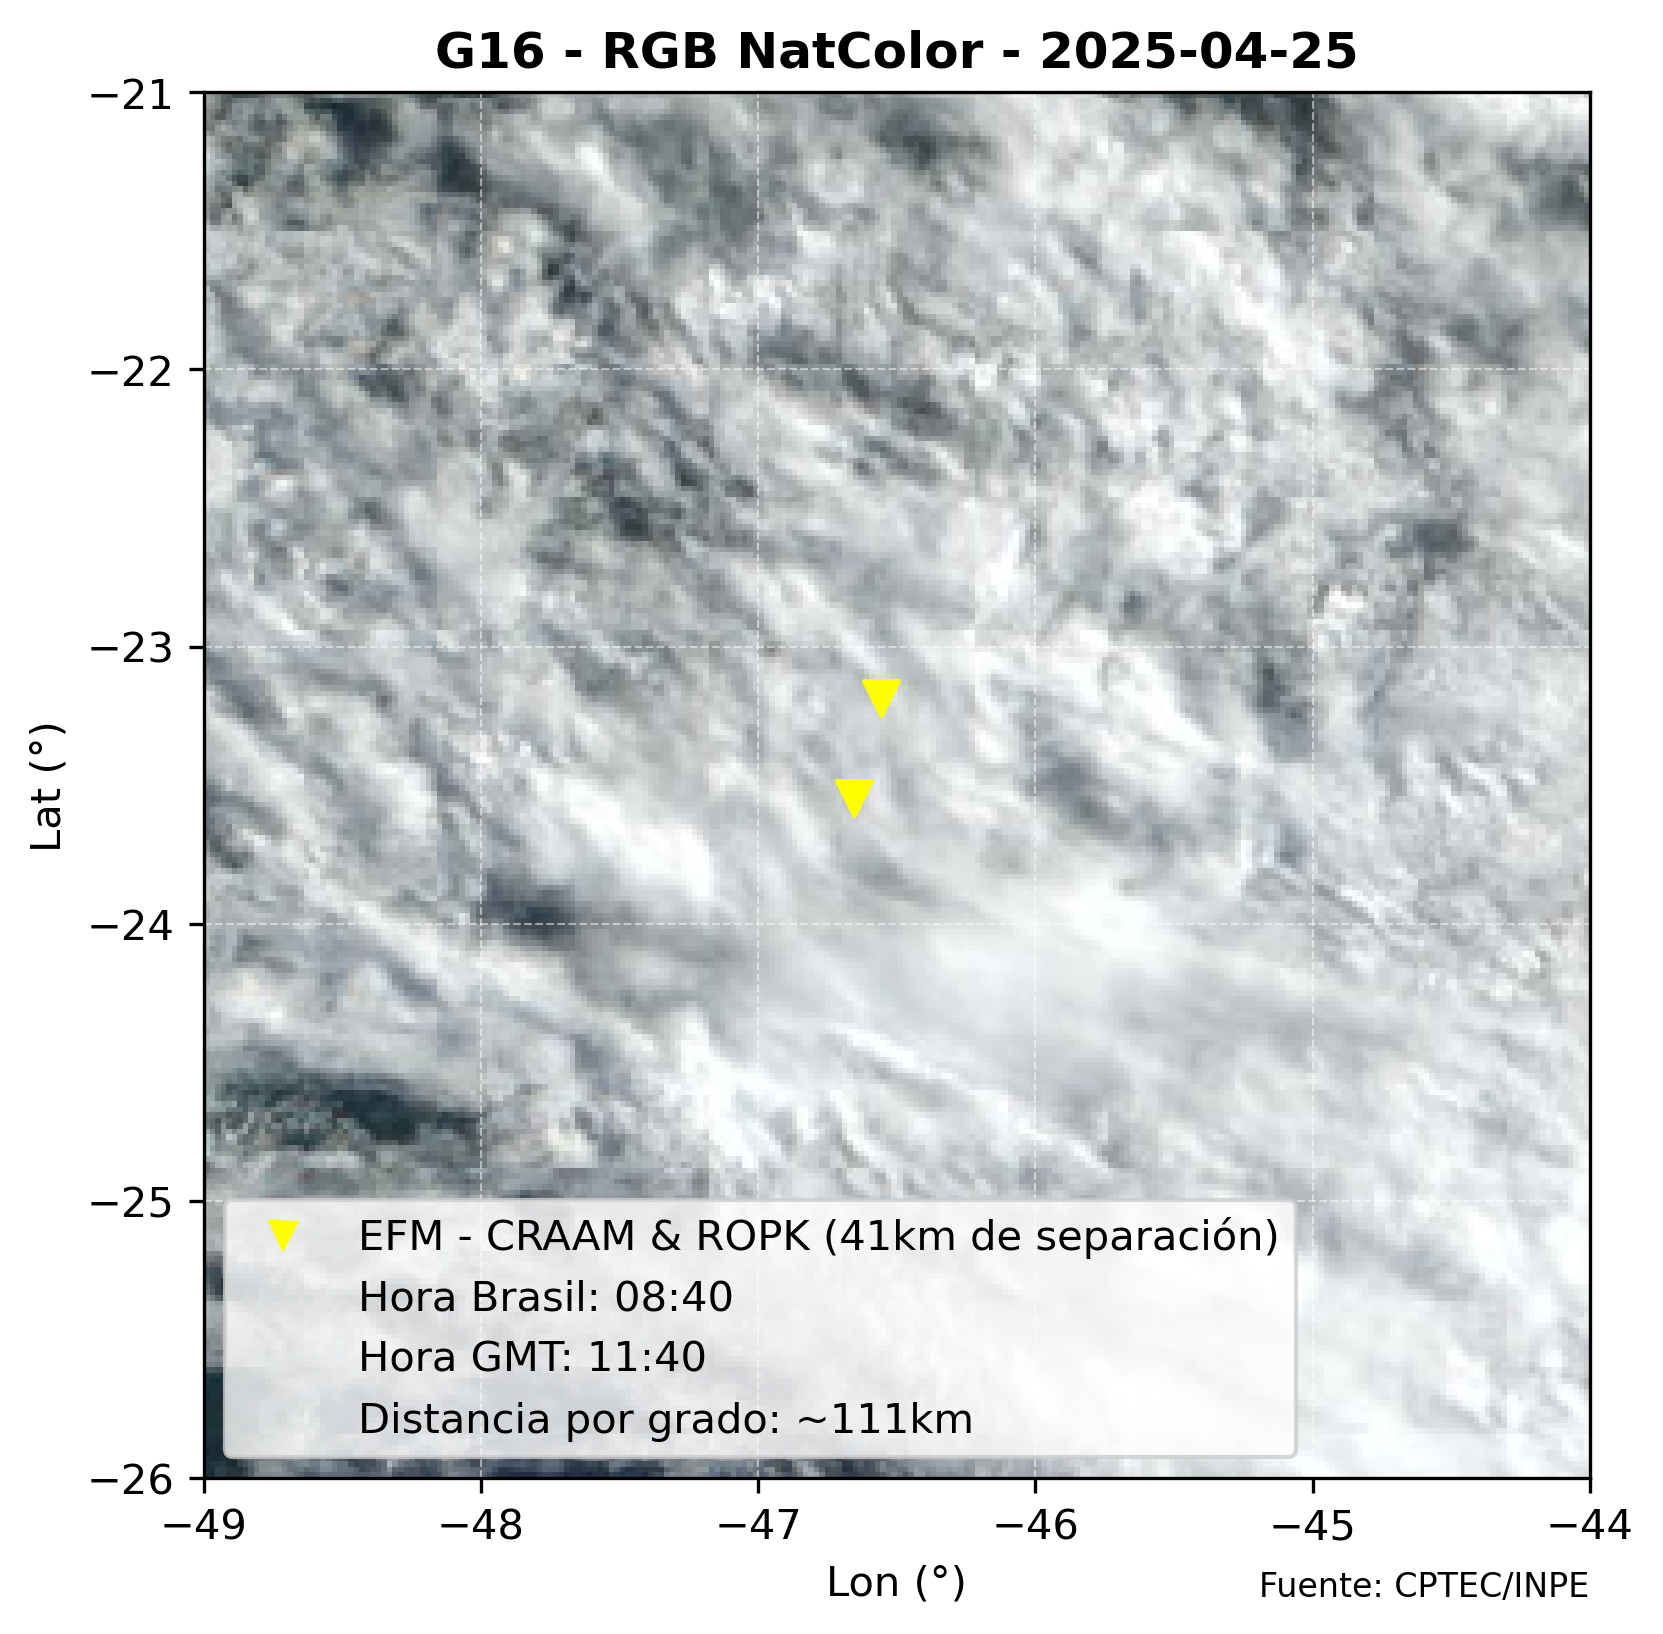 G16 - RGB NatColor - 2025-04-25
−21
−22
−23
−24
−25
−26
Lat (°)
EFM - CRAAM & ROPK (41km de separación)
Hora Brasil: 08:40
Hora GMT: 11:40
Distancia por grado: ~111km
−49
−48
−47
−46
−45
−44
Lon (°)
Fuente: CPTEC/INPE